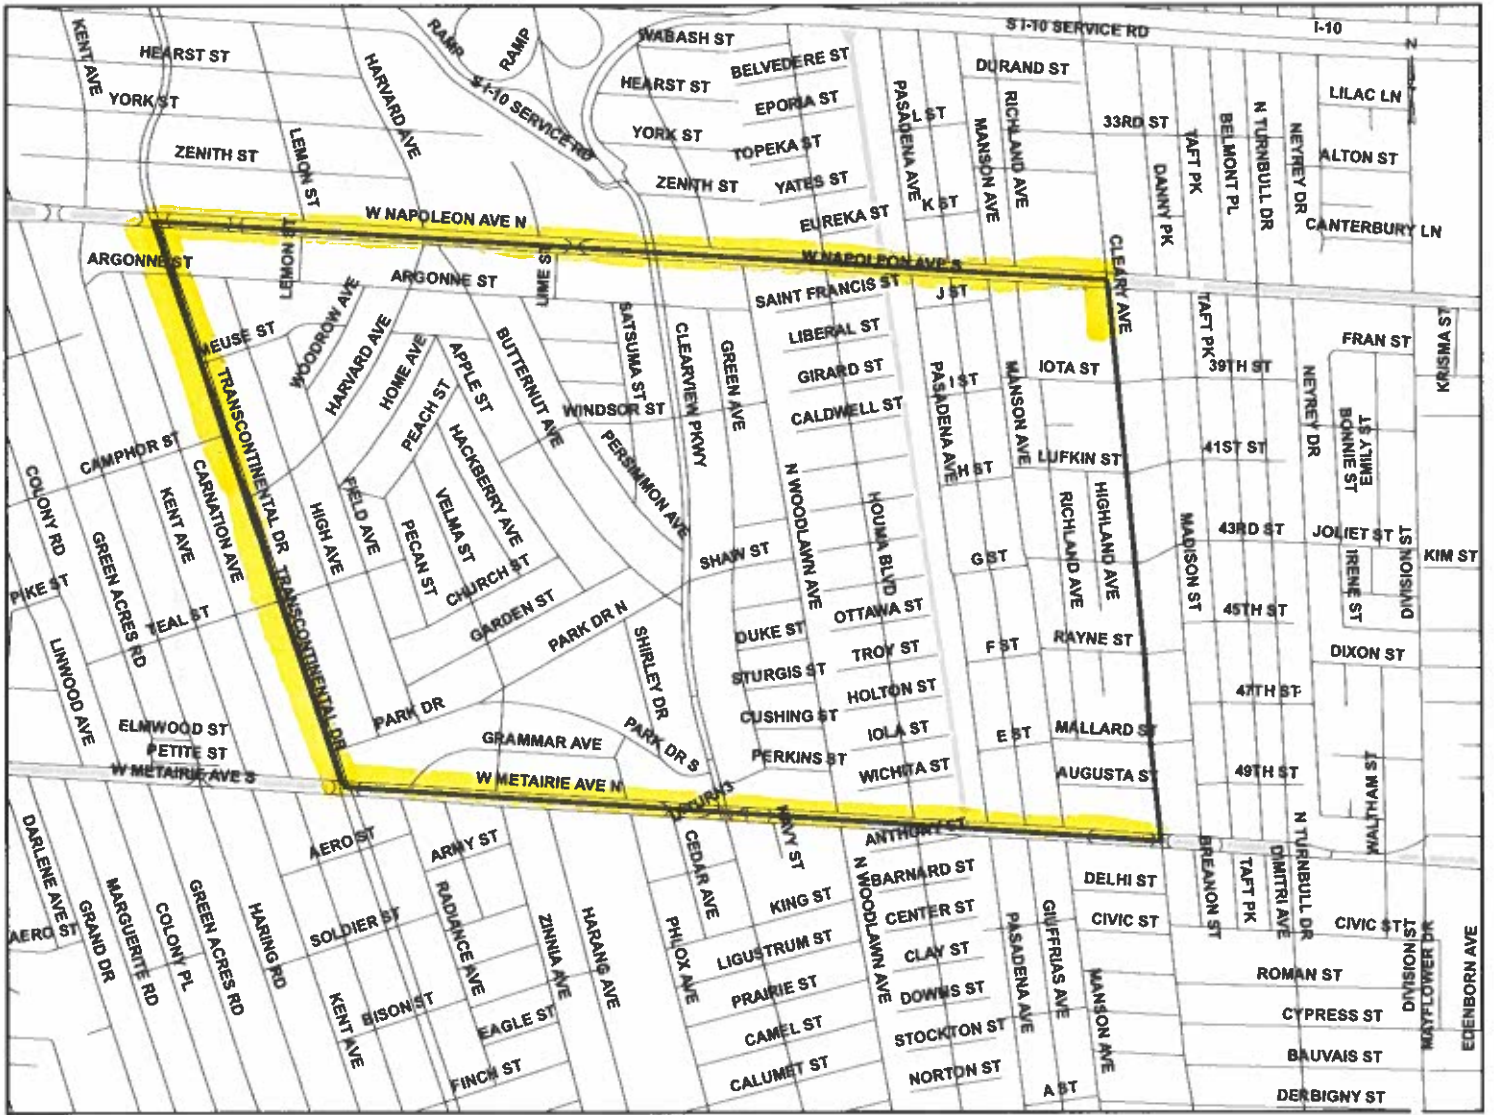 KENT AVE
HEARST ST
YORK ST
ZENITH ST
LEMON ST
HARVARD AVE
RAMP
RAMP
S I-10 SERVICE RD
WABASH ST
HEARST ST
YORK ST
ZENITH ST
BELVEDERE ST
EPORIA ST
TOPEKA ST
YATES ST
EUREKA ST
S I-10 SERVICE RD
I-10
N
DURAND ST
PASADENA AVE
L ST
K ST
MANSON AVE
RICHLAND AVE
33RD ST
DANNY PK
TAFT PK
BELMONT PL
N TURNBULL DR
NEYREY DR
LILAC LN
ALTON ST
CANTERBURY LN
W NAPOLEON AVE N
W NAPOLEON AVE S
CLEARY AVE
ARGONNE ST
LEMON ST
ARGONNE ST
LIME ST
SAINT FRANCIS ST
J ST
LIBERAL ST
GIRARD ST
CALDWELL ST
MEUSE ST
WOODROW AVE
HARVARD AVE
HOME AVE
APPLE ST
PEACH ST
BUTTERNUT AVE
SATSUMA ST
CLEARVIEW PKWY
GREEN AVE
WINDSOR ST
PERSIMMON AVE
HACKBERRY AVE
PASADENA AVE
I ST
MANSON AVE
IOTA ST
H ST
LUFKIN ST
TAFT PK
39TH ST
41ST ST
NEYREY DR
FRAN ST
KRISMA ST
BONNIE ST
EMILY ST
TRANSCONTINENTAL DR
TRANSCONTINENTAL DR
TRANSCONTINENTAL DR
CAMPHOR ST
COLONY RD
KENT AVE
CARNATION AVE
GREEN ACRES RD
PIKE ST
TEAL ST
LINWOOD AVE
HIGH AVE
FIELD AVE
PECAN ST
VELMA ST
CHURCH ST
GARDEN ST
PARK DR N
SHIRLEY DR
PARK DR
PARK DR S
GRAMMAR AVE
SHAW ST
N WOODLAWN AVE
HOUMA BLVD
DUKE ST
STURGIS ST
CUSHING ST
PERKINS ST
OTTAWA ST
TROY ST
HOLTON ST
IOLA ST
WICHITA ST
G ST
F ST
E ST
RICHLAND AVE
HIGHLAND AVE
RAYNE ST
MALLARD ST
AUGUSTA ST
MADISON ST
43RD ST
45TH ST
47TH ST
49TH ST
JOLIET ST
IRENE ST
DIVISION ST
KIM ST
DIXON ST
WALTHAM ST
ELMWOOD ST
PETITE ST
W METAIRIE AVE S
W METAIRIE AVE N
NAVY ST
ANTHONY ST
DARLENE AVE
AERO ST
GRAND DR
MARGUERITE RD
COLONY PL
GREEN ACRES RD
HARING RD
AERO ST
SOLDIER ST
KENT AVE
BISON ST
ARMY ST
RADIANCE AVE
EAGLE ST
FINCH ST
ZINNIA AVE
HARANG AVE
CEDAR AVE
PHLOX AVE
KING ST
LIGUSTRUM ST
PRAIRIE ST
CAMEL ST
CALUMET ST
N WOODLAWN AVE
BARNARD ST
CENTER ST
CLAY ST
DOWNS ST
STOCKTON ST
NORTON ST
PASADENA AVE
GIUFFRIAS AVE
MANSON AVE
A ST
DELHI ST
CIVIC ST
BREANON ST
TAFT PK
DIMITRI AVE
N TURNBULL DR
CIVIC ST
ROMAN ST
CYPRESS ST
BAUVAIS ST
DERBIGNY ST
DIVISION ST
MAYFLOWER DR
EDENBORN AVE